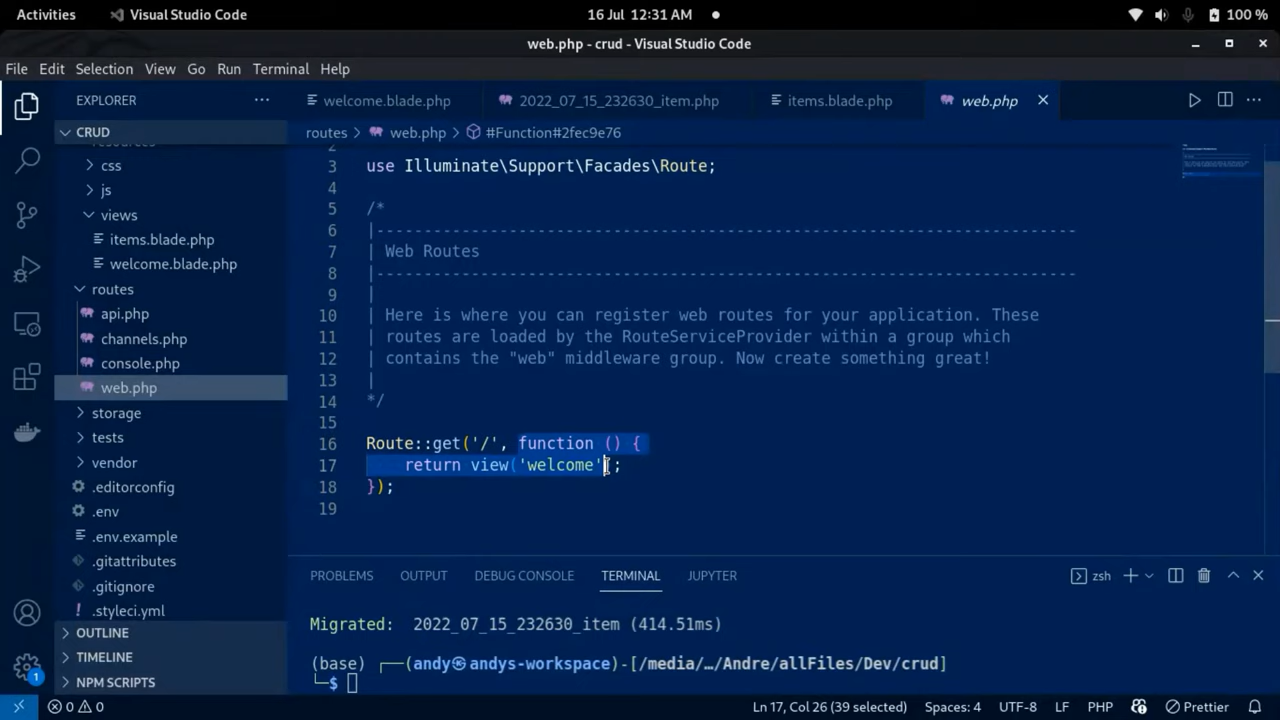 Activities Visual Studio Code 16 Jul 12:31 AM 100 %
web.php - crud - Visual Studio Code
File Edit Selection View Go Run Terminal Help
EXPLORER ... welcome.blade.php 2022_07_15_232630_item.php items.blade.php web.php
CRUD
routes > web.php > #Function#2fec9e76
css
js
views
items.blade.php
welcome.blade.php
routes
api.php
channels.php
console.php
web.php
storage
tests
vendor
.editorconfig
.env
.env.example
.gitattributes
.gitignore
.styleci.yml
OUTLINE
TIMELINE
NPM SCRIPTS
1
2
3 use Illuminate\Support\Facades\Route;
4
5 /*
6 |--------------------------------------------------------------------------
7 | Web Routes
8 |--------------------------------------------------------------------------
9 |
10 | Here is where you can register web routes for your application. These
11 | routes are loaded by the RouteServiceProvider within a group which
12 | contains the "web" middleware group. Now create something great!
13 |
14 */
15
16 Route::get('/', function () {
17 return view('welcome');
18 });
19
PROBLEMS OUTPUT DEBUG CONSOLE TERMINAL JUPYTER zsh
Migrated: 2022_07_15_232630_item (414.51ms)
(base) ┌──(andy㉿andys-workspace)-[/media/…/Andre/allFiles/Dev/crud]
└─$
0 0 Ln 17, Col 26 (39 selected) Spaces: 4 UTF-8 LF PHP Prettier